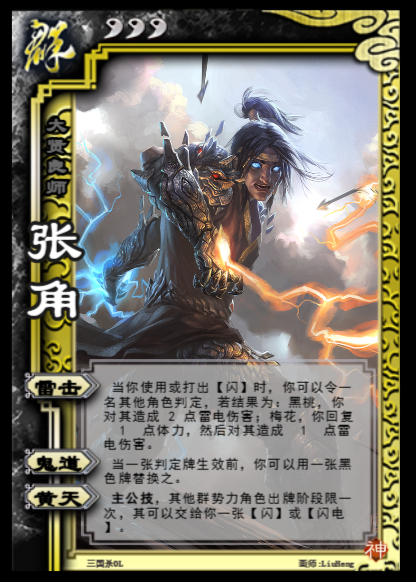 群
大贤良师
张角
雷击
当你使用或打出【闪】时，你可以令一
名其他角色判定，若结果为：黑桃，你
对其造成 2 点雷电伤害；梅花，你回复
1 点体力，然后对其造成 1 点雷
电伤害。
鬼道
当一张判定牌生效前，你可以用一张黑
色牌替换之。
黄天
主公技，其他群势力角色出牌阶段限一
次，其可以交给你一张【闪】或【闪电
】。
三国杀OL
画师:LiuHeng
神